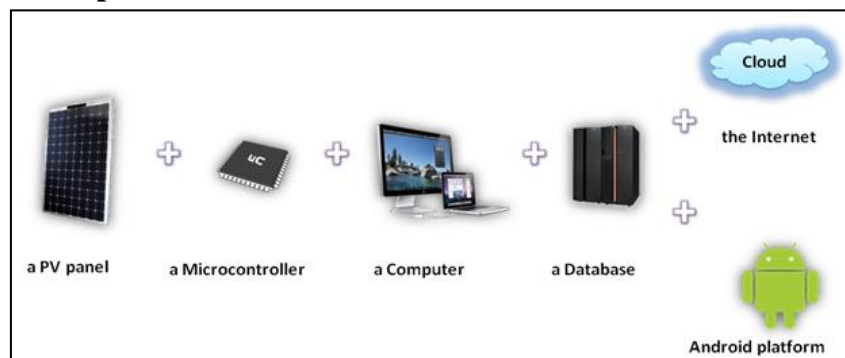 Cloud
the Internet
uC
a PV panel
a Microcontroller
a Computer
a Database
Android platform